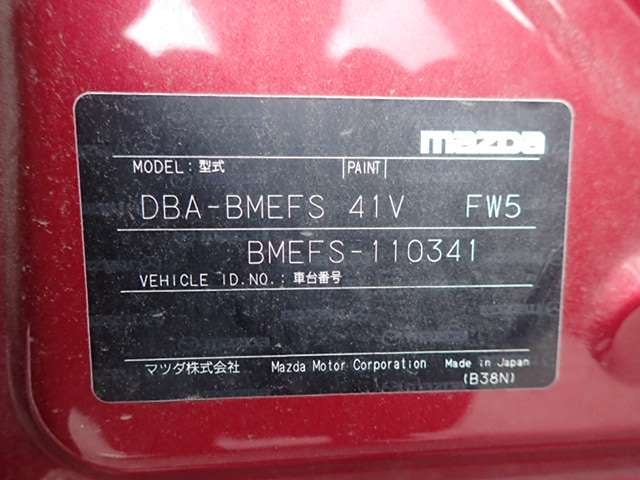 mazda
MODEL:型式 PAINT
DBA-BMEFS 41V FW5
BMEFS-110341
VEHICLE ID.NO.:車台番号
マツダ株式会社 Mazda Motor Corporation Made in Japan
(B38N)